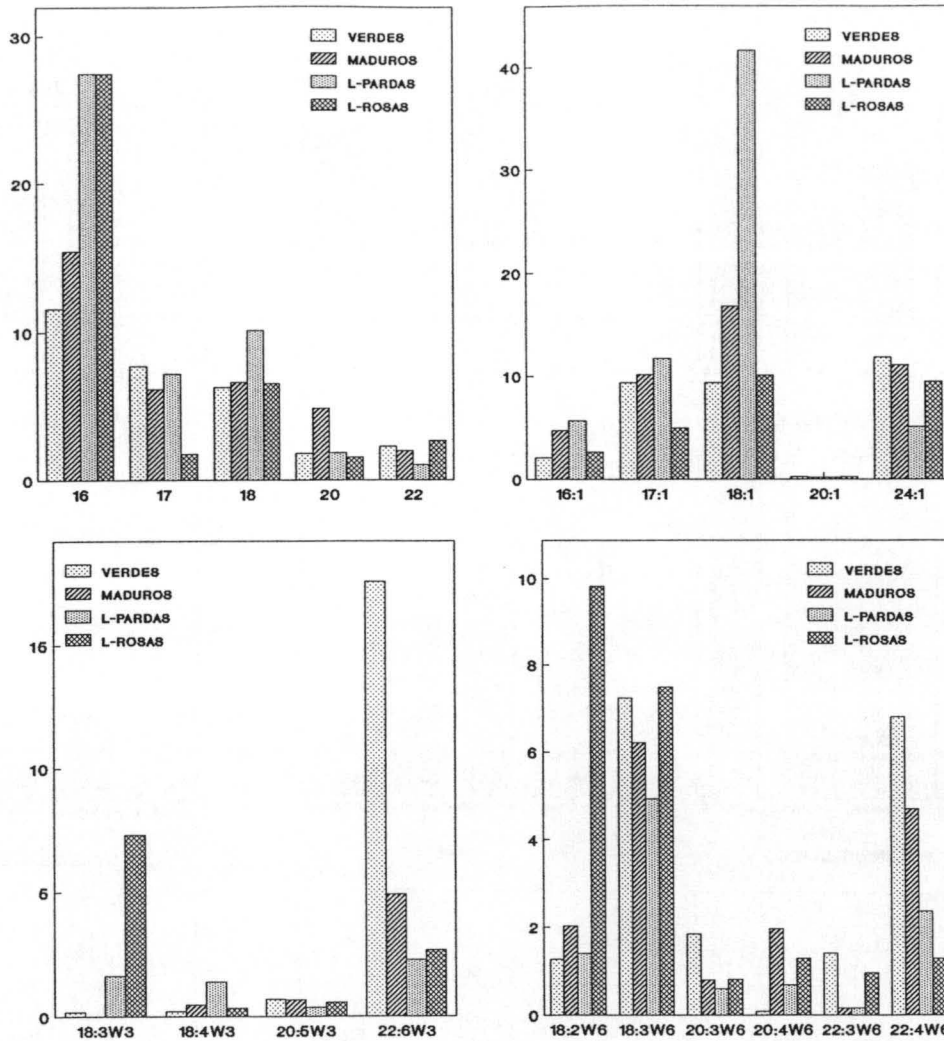 30
20
10
0
VERDES
MADUROS
L-PARDAS
L-ROSAS
16 17 18 20 22
40
30
20
10
0
VERDES
MADUROS
L-PARDAS
L-ROSAS
16:1 17:1 18:1 20:1 24:1
15
10
5
0
VERDES
MADUROS
L-PARDAS
L-ROSAS
18:3W3 18:4W3 20:5W3 22:6W3
10
8
6
4
2
0
VERDES
MADUROS
L-PARDAS
L-ROSAS
18:2W6 18:3W6 20:3W6 20:4W6 22:3W6 22:4W6